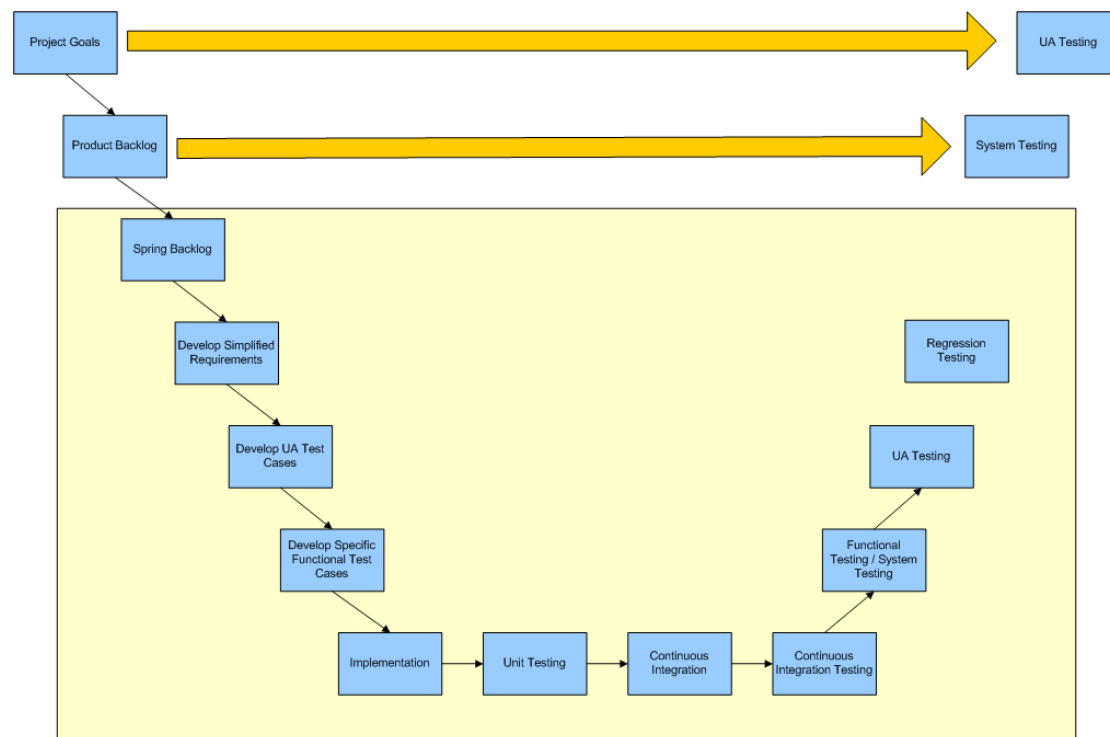 Project Goals
UA Testing
Product Backlog
System Testing
Spring Backlog
Develop Simplified
Requirements
Regression
Testing
Develop UA Test
Cases
UA Testing
Develop Specific
Functional Test
Cases
Functional
Testing / System
Testing
Implementation
Unit Testing
Continuous
Integration
Continuous
Integration Testing